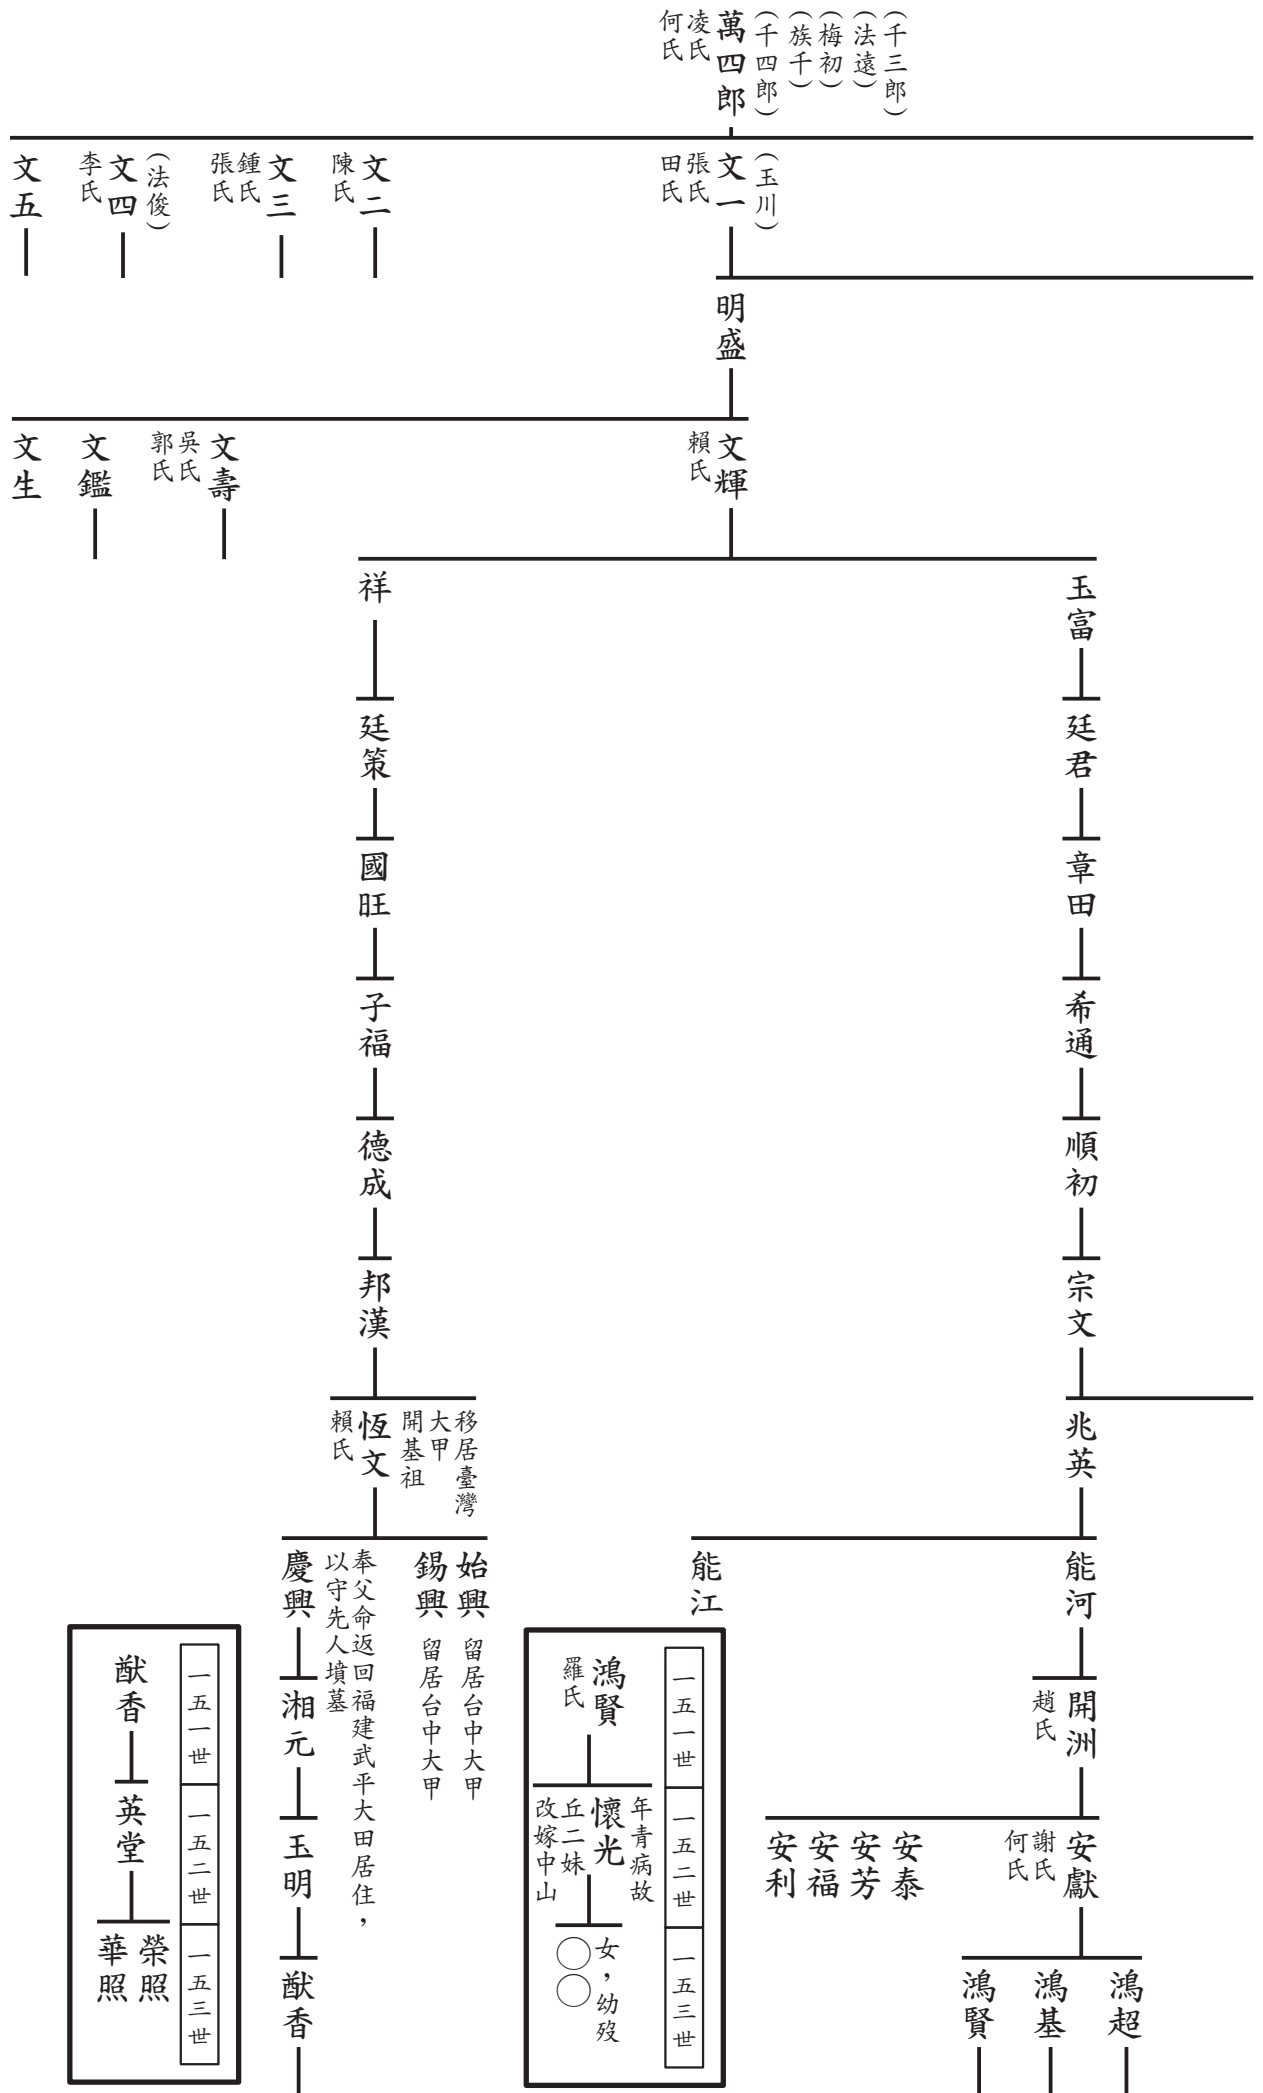 (千三郎)
(法遠)
(梅初)
(族千)
(千四郎)
萬四郎
凌氏
何氏
(玉川)
文一
張氏
田氏
文二
陳氏
文三
鍾氏
張氏
(法俊)
文四
李氏
文五
明盛
文輝
賴氏
文壽
吳氏
郭氏
文鑑
文生
玉富
祥
廷君
廷策
章田
國旺
希通
子福
順初
德成
宗文
邦漢
兆英
移居臺灣
大甲
開基祖
恆文
賴氏
能河
能江
始興 留居台中大甲
錫興 留居台中大甲
奉父命返回福建武平大田居住，
以守先人墳墓
慶興
開洲
趙氏
湘元
安獻
謝氏
何氏
安泰
安芳
安福
安利
玉明
鴻超
鴻基
鴻賢
猷香
一五一世
一五二世
一五三世
鴻賢
羅氏
年青病故
懷光
丘二妹
改嫁中山
女，幼歿
○○
一五一世
一五二世
一五三世
猷香
英堂
榮照
華照